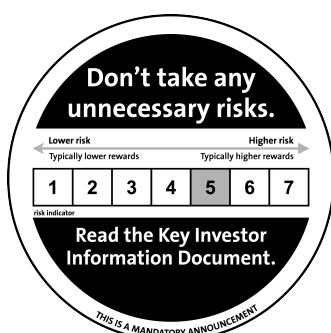 Don't take any
unnecessary risks.
Lower risk Higher risk
Typically lower rewards Typically higher rewards
1 2 3 4 5 6 7
risk indicator
Read the Key Investor
Information Document.
THIS IS A MANDATORY ANNOUNCEMENT